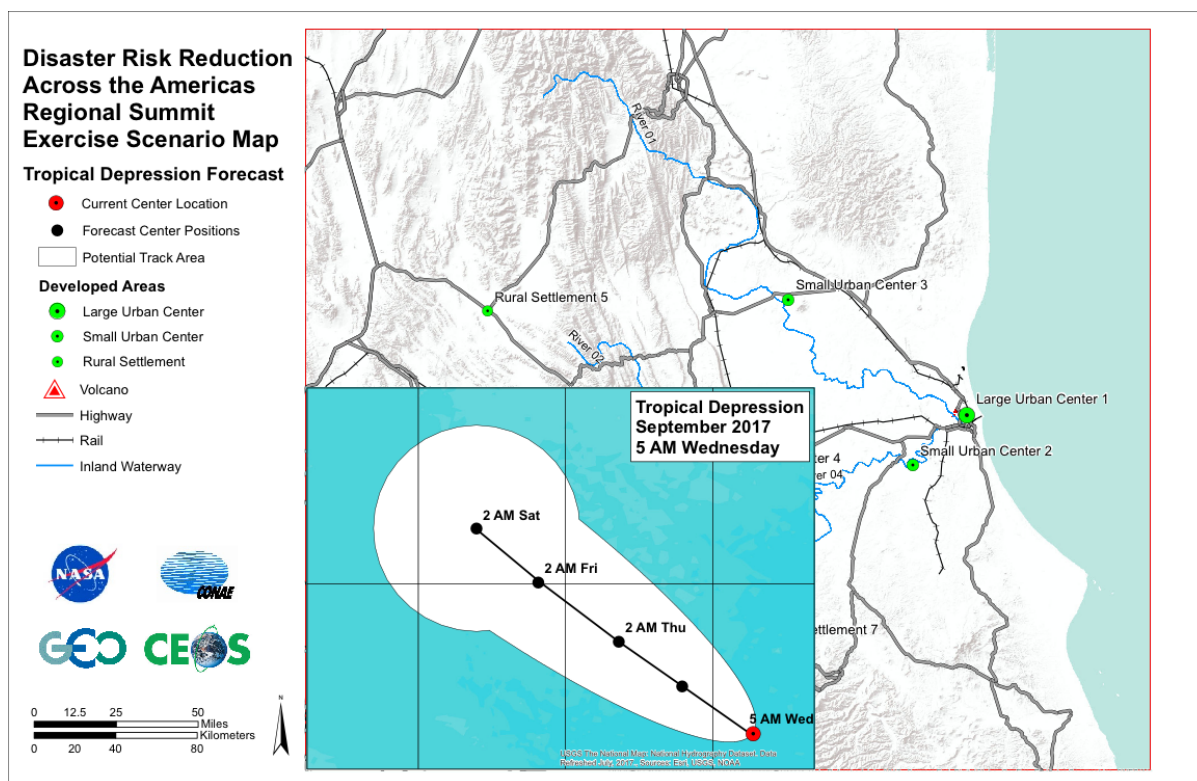 Disaster Risk Reduction
Across the Americas
Regional Summit
Exercise Scenario Map
Tropical Depression Forecast
Current Center Location
Forecast Center Positions
Potential Track Area
Developed Areas
Large Urban Center
Small Urban Center
Rural Settlement
Volcano
Highway
Rail
Inland Waterway
NASA
CONAE
GEO
CEOS
N
0 12.5 25 50
Miles
Kilometers
0 20 40 80
River 01
Small Urban Center 3
Rural Settlement 5
River 02
Large Urban Center 1
Small Urban Center 2
ter 4
ver 04
ettlement 7
Tropical Depression
September 2017
5 AM Wednesday
2 AM Sat
2 AM Fri
2 AM Thu
5 AM Wed
USGS The National Map: National Hydrography Dataset. Data
Refreshed July, 2017., Sources: Esri, USGS, NOAA